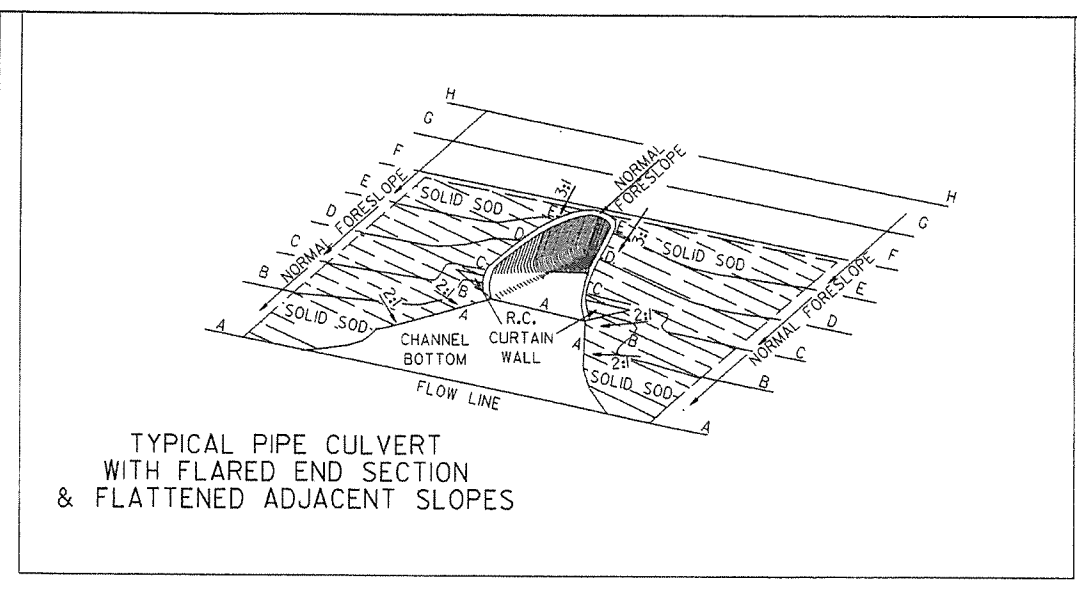 H
G
F
E
D
C
B
A
NORMAL FORESLOPE
SOLID SOD
SOLID SOD
2:1
2:1
3:1
NORMAL
FORESLOPE
E
D
C
B
A
A
E
3:1
D
C
2:1
B
A
2:1
SOLID SOD
SOLID SOD
NORMAL FORESLOPE
H
G
F
E
D
C
B
A
R.C.
CURTAIN
WALL
CHANNEL
BOTTOM
FLOW LINE
TYPICAL PIPE CULVERT
WITH FLARED END SECTION
& FLATTENED ADJACENT SLOPES